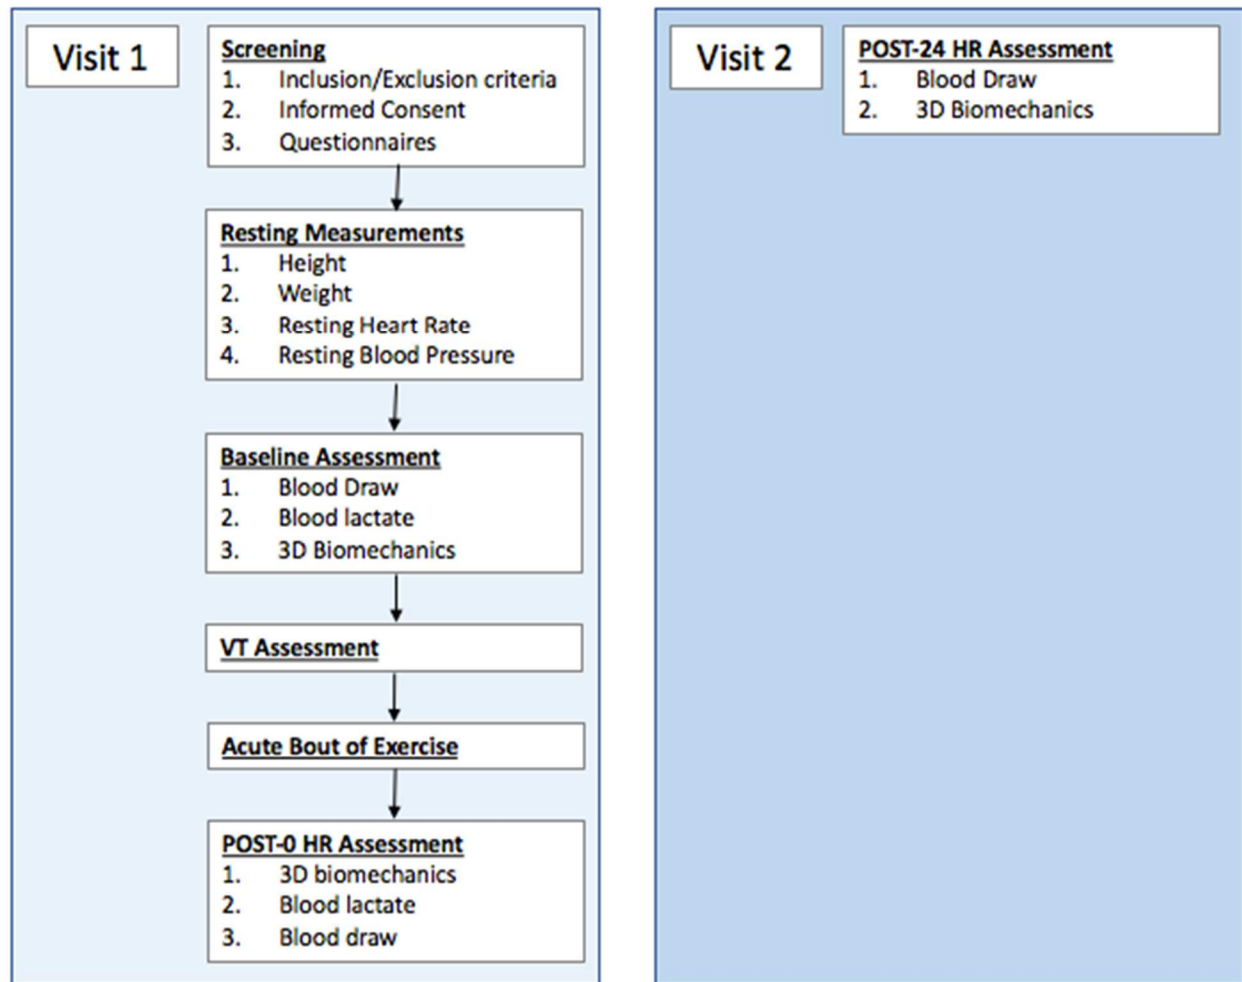 Visit 1
Screening
1. Inclusion/Exclusion criteria
2. Informed Consent
3. Questionnaires
Resting Measurements
1. Height
2. Weight
3. Resting Heart Rate
4. Resting Blood Pressure
Baseline Assessment
1. Blood Draw
2. Blood lactate
3. 3D Biomechanics
VT Assessment
Acute Bout of Exercise
POST-0 HR Assessment
1. 3D biomechanics
2. Blood lactate
3. Blood draw
Visit 2
POST-24 HR Assessment
1. Blood Draw
2. 3D Biomechanics